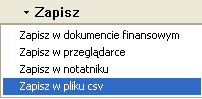 Zapisz
Zapisz w dokumencie finansowym
Zapisz w przeglądarce
Zapisz w notatniku
Zapisz w pliku csv